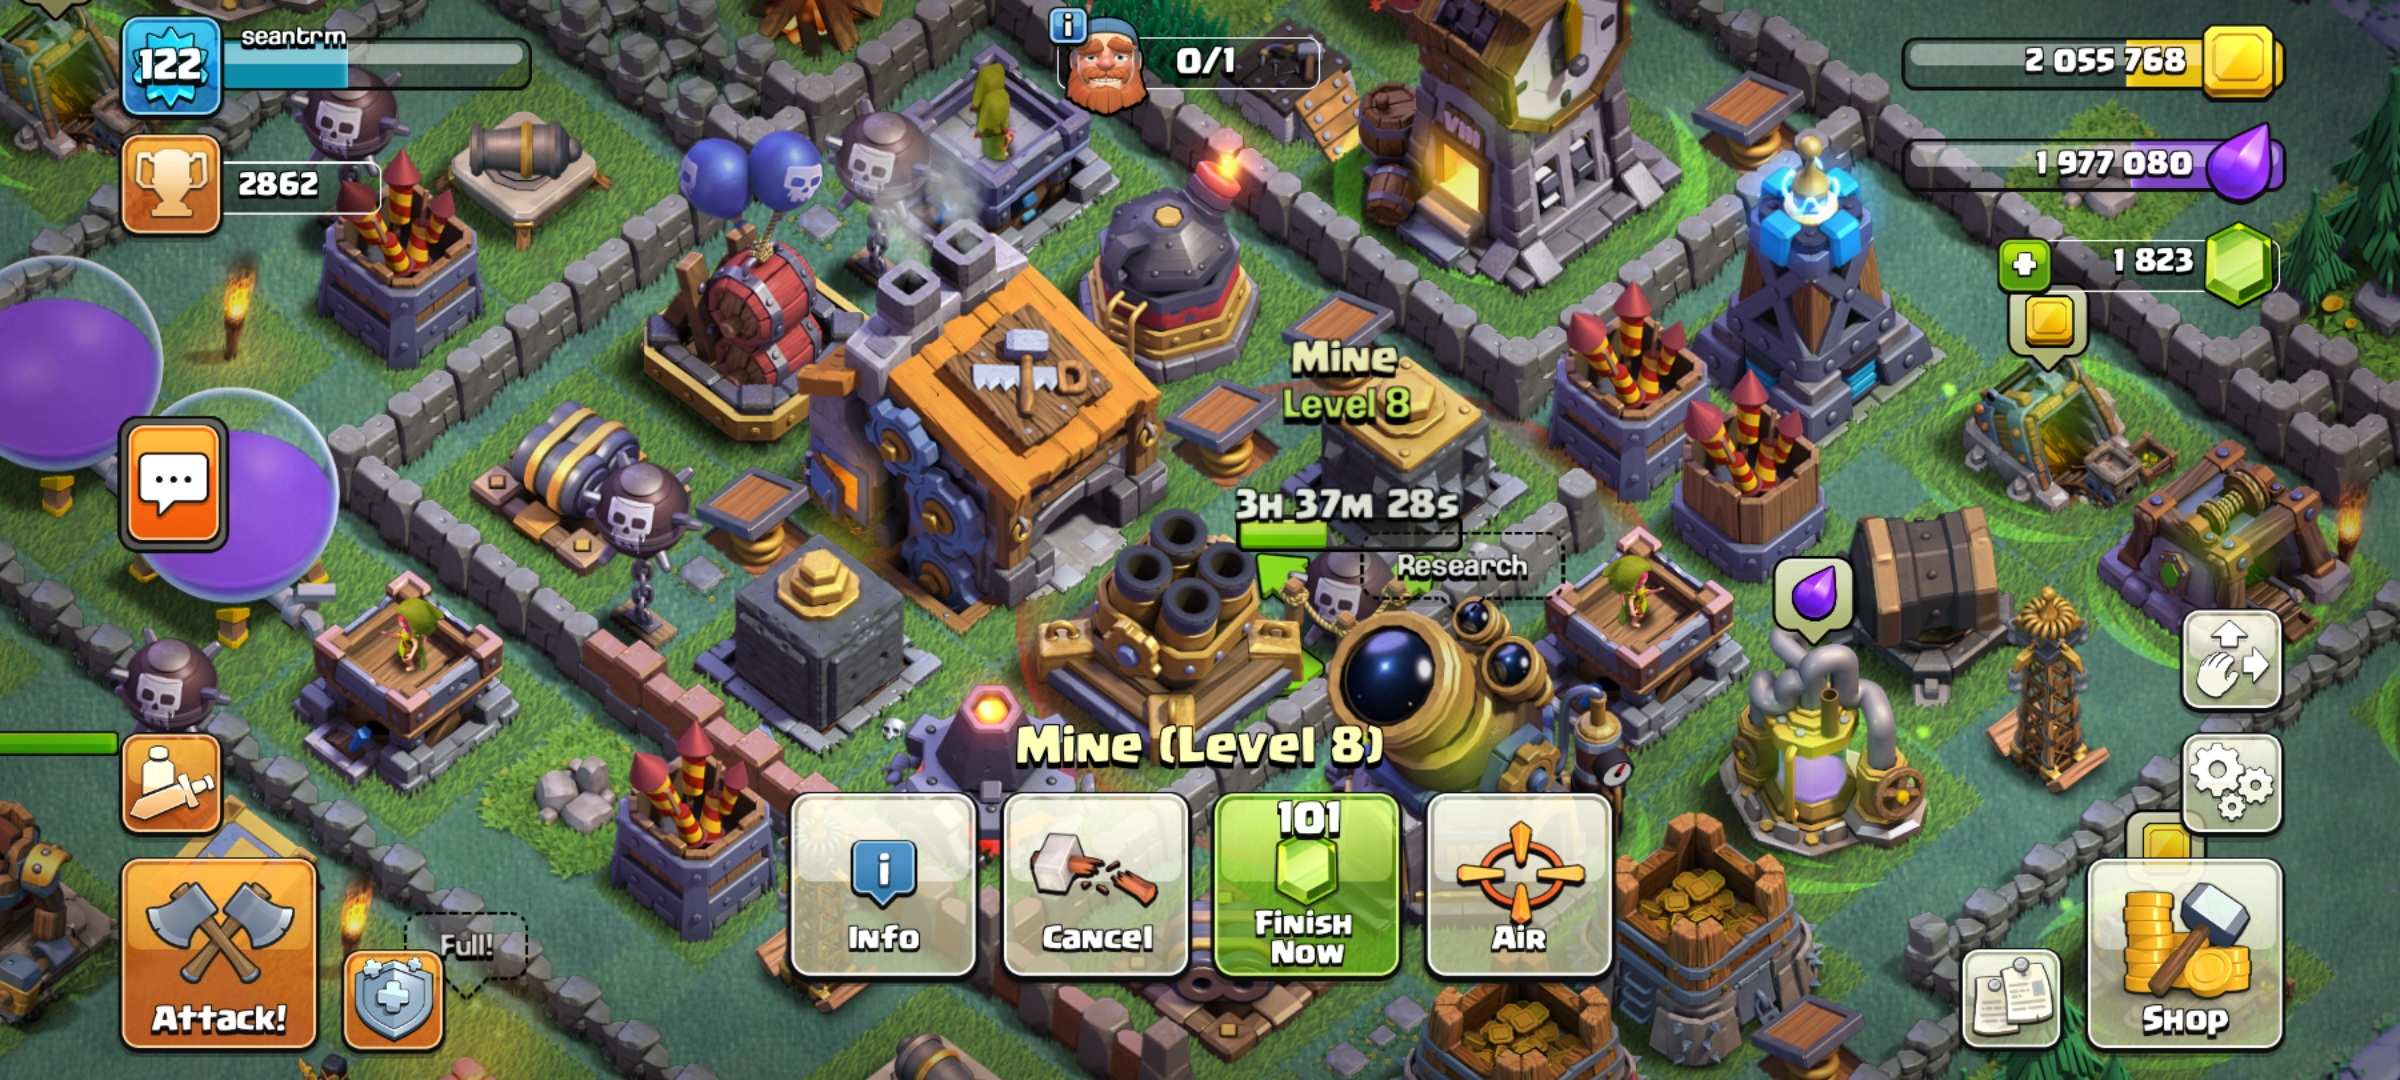 122
seantrm
0/1
2 055 768
2862
1 977 080
1 823
VIII
Mine
Level 8
3H 37M 28s
Research
Mine (Level 8)
101
Info
Cancel
Finish
Now
Air
Full!
Attack!
Shop